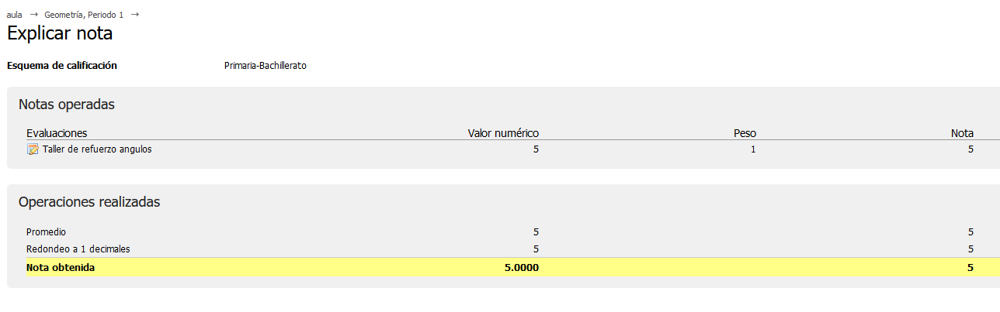 aula → Geometría, Periodo 1 →
Explicar nota
Esquema de calificación Primaria-Bachillerato
Notas operadas
Evaluaciones Valor numérico Peso Nota
Taller de refuerzo angulos 5 1 5
Operaciones realizadas
Promedio 5 5
Redondeo a 1 decimales 5 5
Nota obtenida 5.0000 5